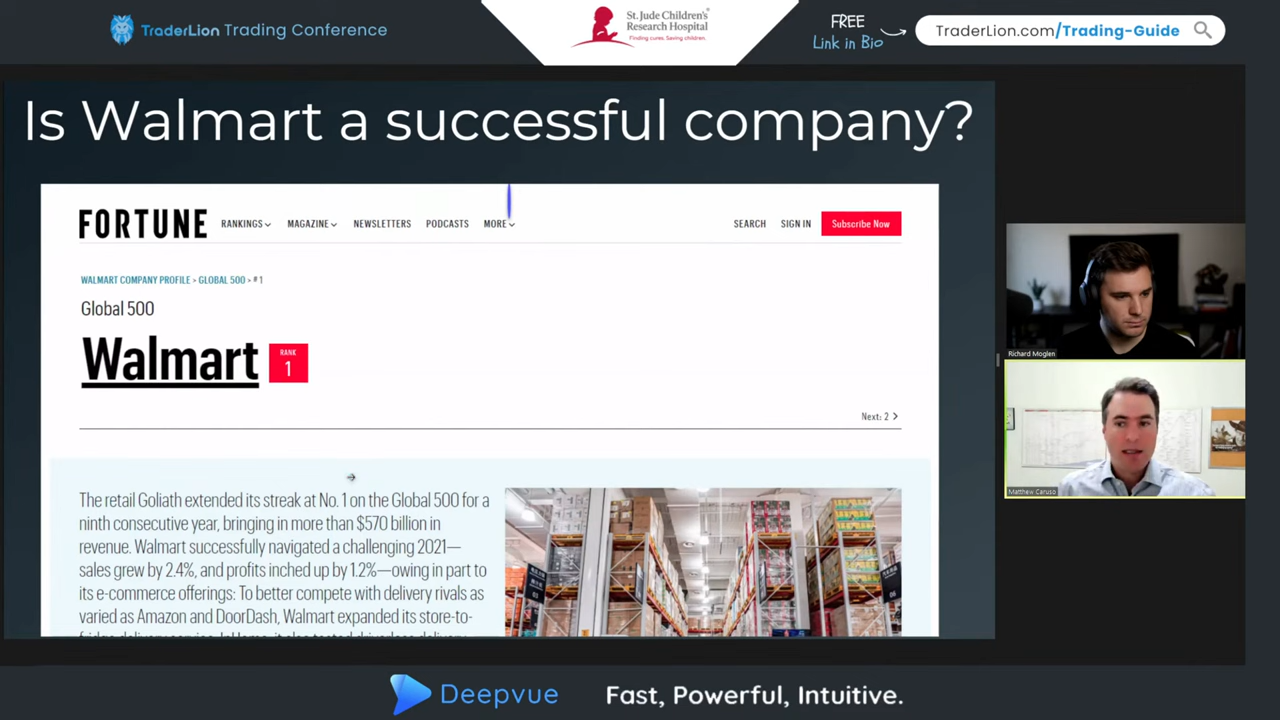 TraderLion Trading Conference
St. Jude Children's
Research Hospital
Finding cures. Saving children.
FREE
Link in Bio
TraderLion.com/Trading-Guide
Is Walmart a successful company?
FORTUNE
RANKINGS
MAGAZINE
NEWSLETTERS
PODCASTS
MORE
SEARCH
SIGN IN
Subscribe Now
WALMART COMPANY PROFILE > GLOBAL 500 > # 1
Global 500
Walmart
RANK
1
Next: 2 >
The retail Goliath extended its streak at No. 1 on the Global 500 for a
ninth consecutive year, bringing in more than $570 billion in
revenue. Walmart successfully navigated a challenging 2021—
sales grew by 2.4%, and profits inched up by 1.2%—owing in part to
its e-commerce offerings: To better compete with delivery rivals as
varied as Amazon and DoorDash, Walmart expanded its store-to-
Richard Moglen
Matthew Caruso
Deepvue
Fast, Powerful, Intuitive.